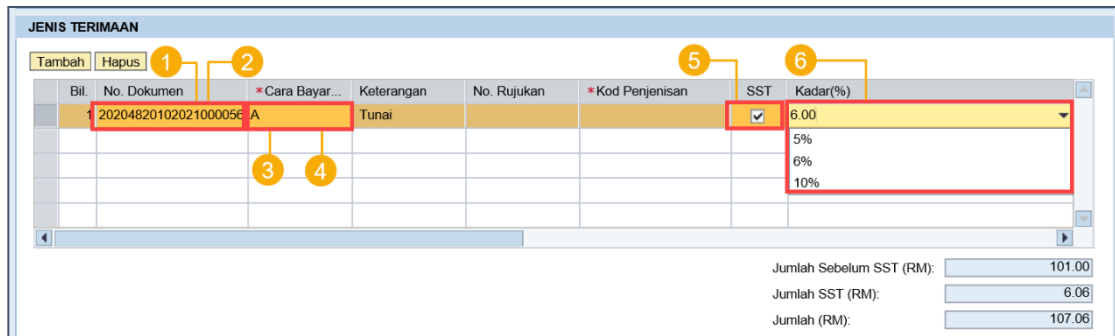 JENIS TERIMAAN
Tambah Hapus 1 2 5 6
Bil. No. Dokumen *Cara Bayar... Keterangan No. Rujukan *Kod Penjenisan SST Kadar(%)
1 20204820102021000056 A Tunai 6.00
5%
6%
3 4 10%
Jumlah Sebelum SST (RM): 101.00
Jumlah SST (RM): 6.06
Jumlah (RM): 107.06